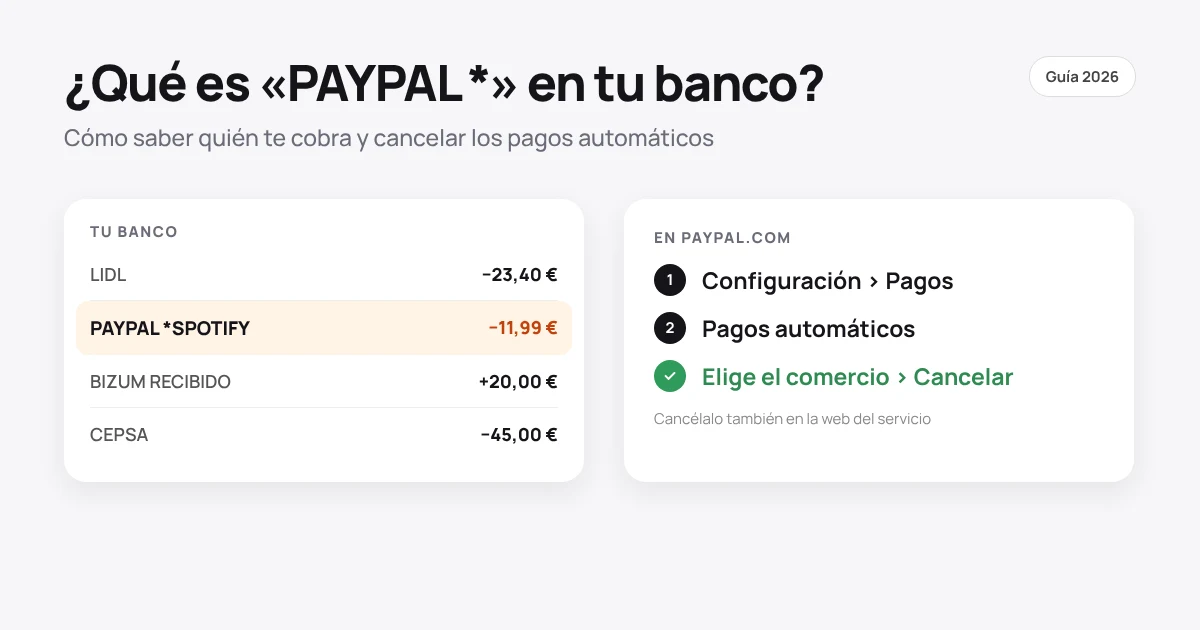 ¿Qué es «PAYPAL *» en tu banco?
Guía 2026
Cómo saber quién te cobra y cancelar los pagos automáticos
TU BANCO
LIDL −23,40 €
PAYPAL *SPOTIFY −11,99 €
BIZUM RECIBIDO +20,00 €
CEPSA −45,00 €
EN PAYPAL.COM
1 Configuración › Pagos
2 Pagos automáticos
✓ Elige el comercio › Cancelar
Cancélalo también en la web del servicio